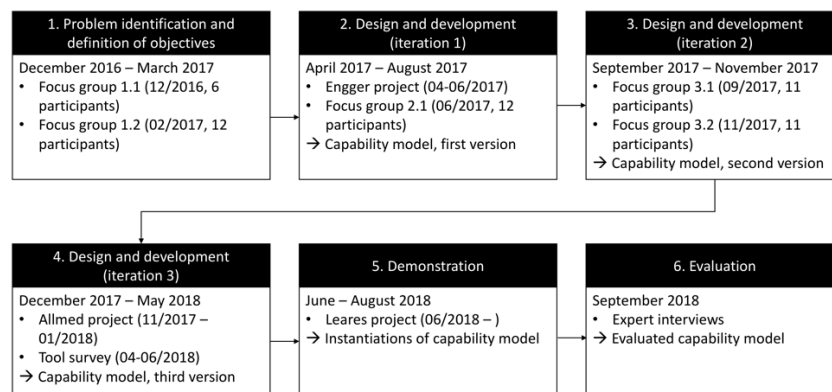 1. Problem identification and
definition of objectives
December 2016 – March 2017
• Focus group 1.1 (12/2016, 6
participants)
• Focus group 1.2 (02/2017, 12
participants)
2. Design and development
(iteration 1)
April 2017 – August 2017
• Engger project (04-06/2017)
• Focus group 2.1 (06/2017, 12
participants)
→ Capability model, first version
3. Design and development
(iteration 2)
September 2017 – November 2017
• Focus group 3.1 (09/2017, 11
participants)
• Focus group 3.2 (11/2017, 11
participants)
→ Capability model, second version
4. Design and development
(iteration 3)
December 2017 – May 2018
• Allmed project (11/2017 –
01/2018)
• Tool survey (04-06/2018)
→ Capability model, third version
5. Demonstration
June – August 2018
• Leares project (06/2018 – )
→ Instantiations of capability model
6. Evaluation
September 2018
• Expert interviews
→ Evaluated capability model